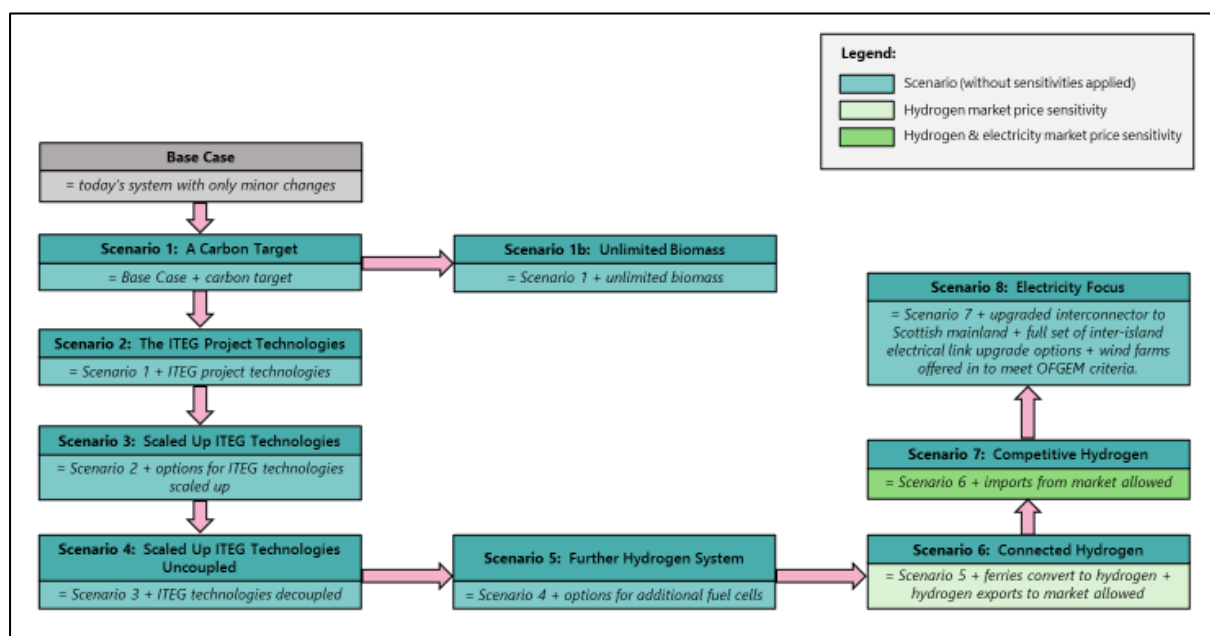 Legend:
Scenario (without sensitivities applied)
Hydrogen market price sensitivity
Hydrogen & electricity market price sensitivity
Base Case
= today's system with only minor changes
Scenario 1: A Carbon Target
= Base Case + carbon target
Scenario 1b: Unlimited Biomass
= Scenario 1 + unlimited biomass
Scenario 2: The ITEG Project Technologies
= Scenario 1 + ITEG project technologies
Scenario 3: Scaled Up ITEG Technologies
= Scenario 2 + options for ITEG technologies
scaled up
Scenario 4: Scaled Up ITEG Technologies
Uncoupled
= Scenario 3 + ITEG technologies decoupled
Scenario 5: Further Hydrogen System
= Scenario 4 + options for additional fuel cells
Scenario 6: Connected Hydrogen
= Scenario 5 + ferries convert to hydrogen +
hydrogen exports to market allowed
Scenario 7: Competitive Hydrogen
= Scenario 6 + imports from market allowed
Scenario 8: Electricity Focus
= Scenario 7 + upgraded interconnector to
Scottish mainland + full set of inter-island
electrical link upgrade options + wind farms
offered in to meet OFGEM criteria.